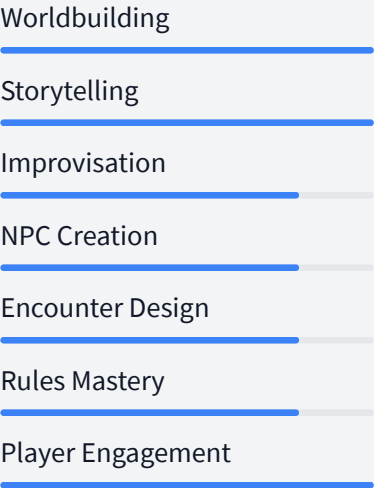 Worldbuilding
Storytelling
Improvisation
NPC Creation
Encounter Design
Rules Mastery
Player Engagement